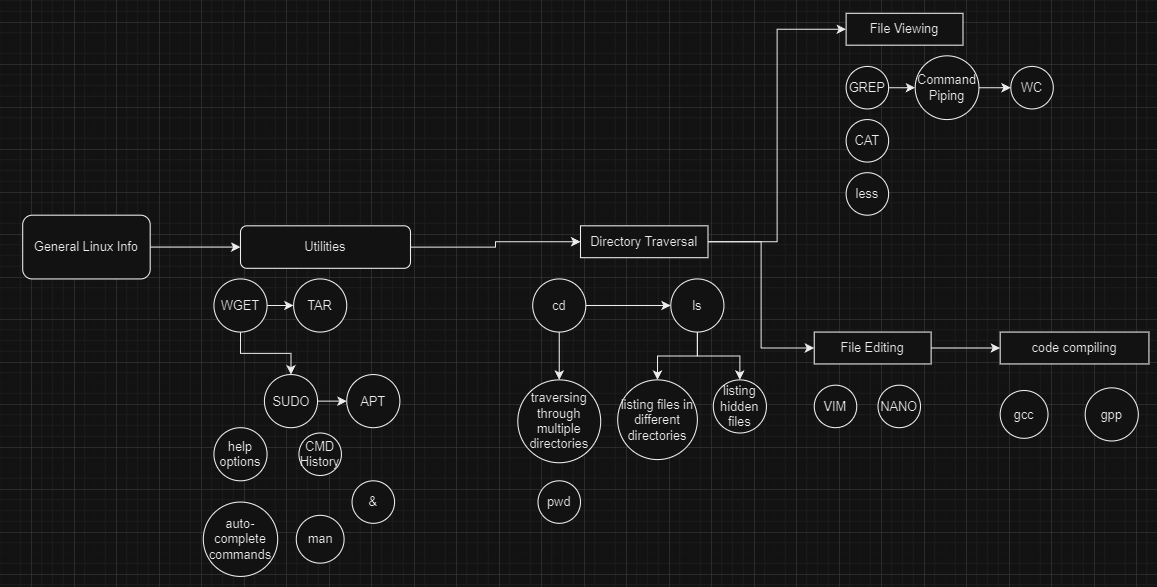 File Viewing
GREP
Command
Piping
WC
CAT
less
General Linux Info
Utilities
Directory Traversal
WGET
TAR
cd
ls
File Editing
code compiling
SUDO
APT
traversing
through
multiple
directories
listing files in
different
directories
listing
hidden
files
VIM
NANO
gcc
gpp
help
options
CMD
History
&
pwd
auto-
complete
commands
man